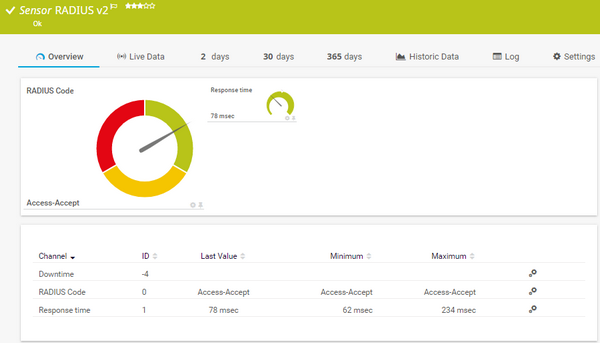 Sensor RADIUS v2
Ok
Overview Live Data 2 days 30 days 365 days Historic Data Log Settings
RADIUS Code Response time
78 msec
Access-Accept
Channel ID Last Value Minimum Maximum
Downtime -4
RADIUS Code 0 Access-Accept Access-Accept Access-Accept
Response time 1 78 msec 62 msec 234 msec